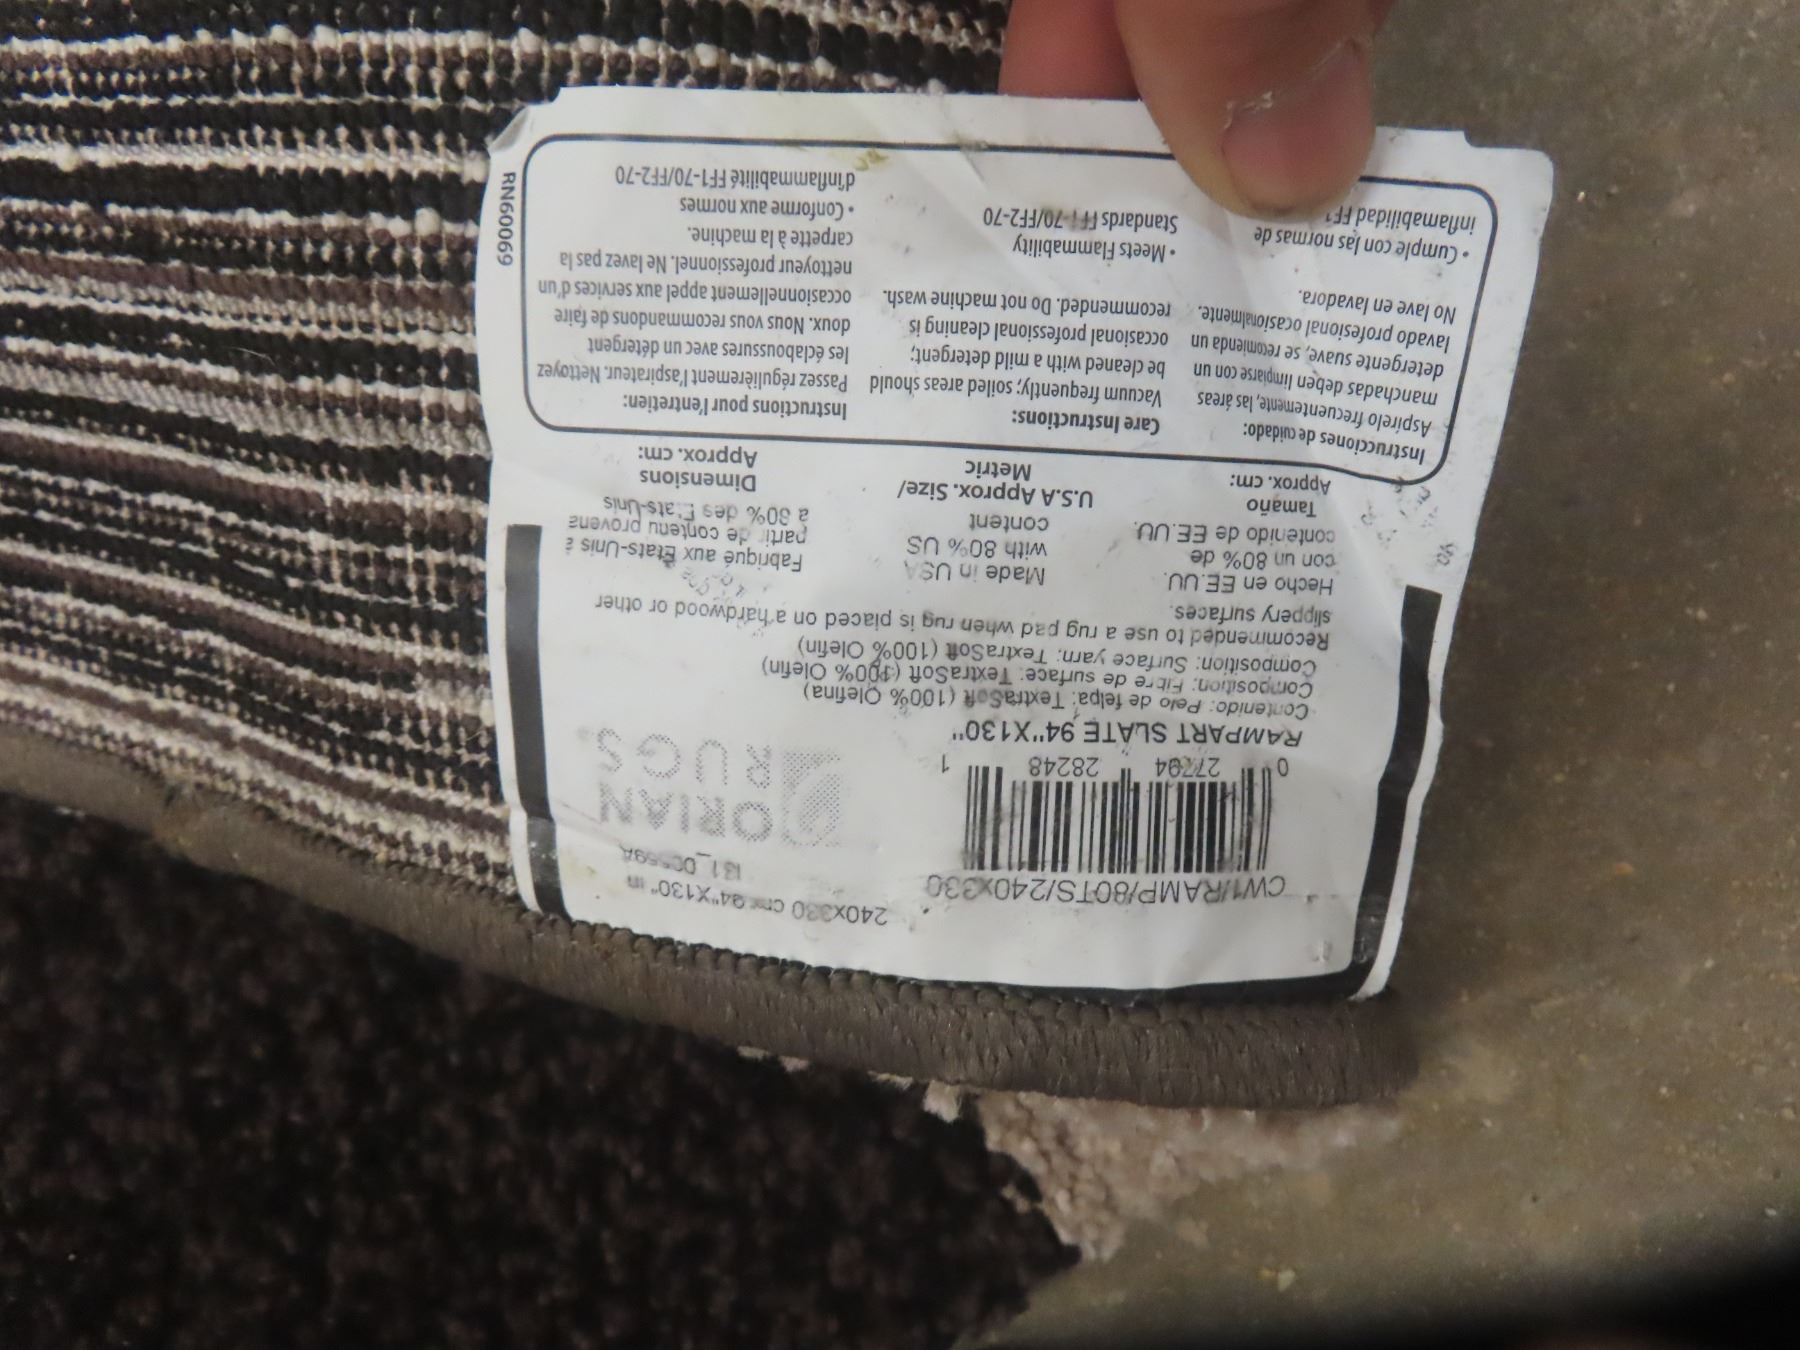 CW1/RAMP/80TS/240x330
240x330 cm 94"X130" in
0 27794 28248 1
ORIAN
RUGS
RAMPART SLATE 94"X130"
Contenido: Pelo de felpa: TextraSoft (100% Olefina)
Composition: Fibre de surface: TextraSoft (100% Olefin)
Composition: Surface yarn: TextraSoft (100% Olefin)
Recommended to use a rug pad when rug is placed on a hardwood or other
slippery surfaces.
Hecho en EE.UU.
con un 80% de
contenido de EE.UU.
Tamaño
Approx. cm:
Made in USA
with 80% US
content
U.S.A Approx. Size/
Metric
Fabriqué aux États-Unis à
partir de contenu provena
à 80% des États-Unis
Dimensions
Approx. cm:
Instrucciones de cuidado:
Aspírelo frecuentemente, las áreas
manchadas deben limpiarse con un
detergente suave, se recomienda un
lavado profesional ocasionalmente.
No lave en lavadora.
• Cumple con las normas de
inflamabilidad FF1
Care Instructions:
Vacuum frequently; soiled areas should
be cleaned with a mild detergent;
occasional professional cleaning is
recommended. Do not machine wash.
• Meets Flammability
Standards FF1-70/FF2-70
Instructions pour l'entretien:
Passez régulièrement l'aspirateur. Nettoyez
les éclaboussures avec un détergent
doux. Nous vous recommandons de faire
occasionnellement appel aux services d'un
nettoyeur professionnel. Ne lavez pas la
carpette à la machine.
• Conforme aux normes
d'inflammabilité FF1-70/FF2-70
RN60069